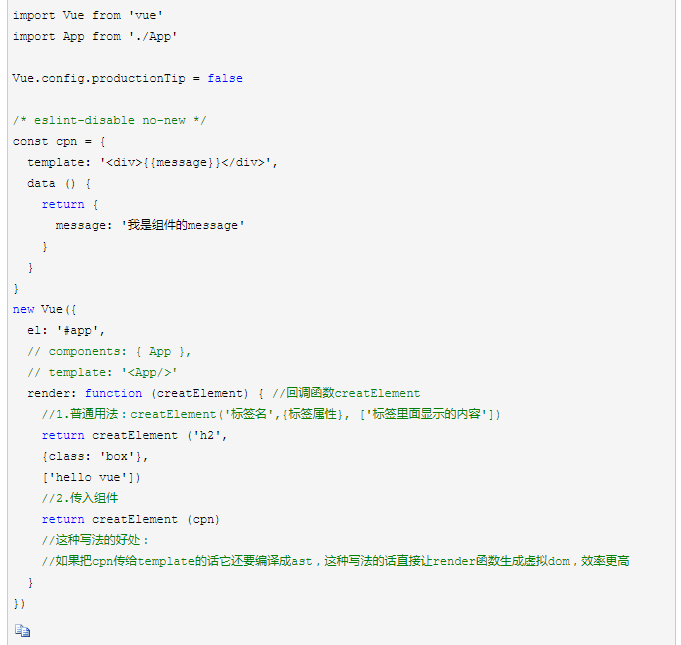 import Vue from 'vue'
import App from './App'
Vue.config.productionTip = false
/* eslint-disable no-new */
const cpn = {
  template: '<div>{{message}}</div>',
  data () {
    return {
      message: '我是组件的message'
    }
  }
}
new Vue({
  el: '#app',
  // components: { App },
  // template: '<App/>'
  render: function (creatElement) { //回调函数creatElement
    //1.普通用法：creatElement('标签名',{标签属性}, ['标签里面显示的内容'])
    return creatElement ('h2',
    {class: 'box'},
    ['hello vue'])
    //2.传入组件
    return creatElement (cpn)
    //这种写法的好处：
    //如果把cpn传给template的话它还要编译成ast，这种写法的话直接让render函数生成虚拟dom，效率更高
  }
})